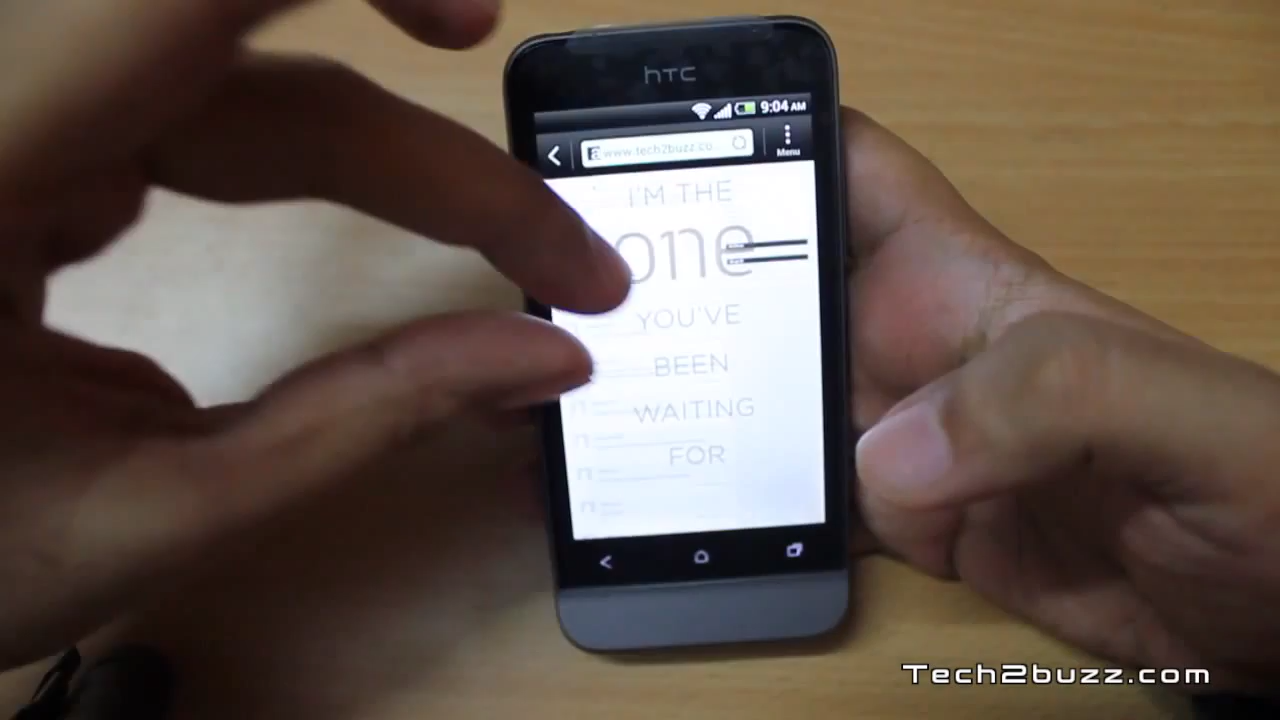 hTC
9:04 AM
www.tech2buzz.co...
Menu
I'M THE
one
YOU'VE
BEEN
WAITING
FOR
Tech2buzz.com